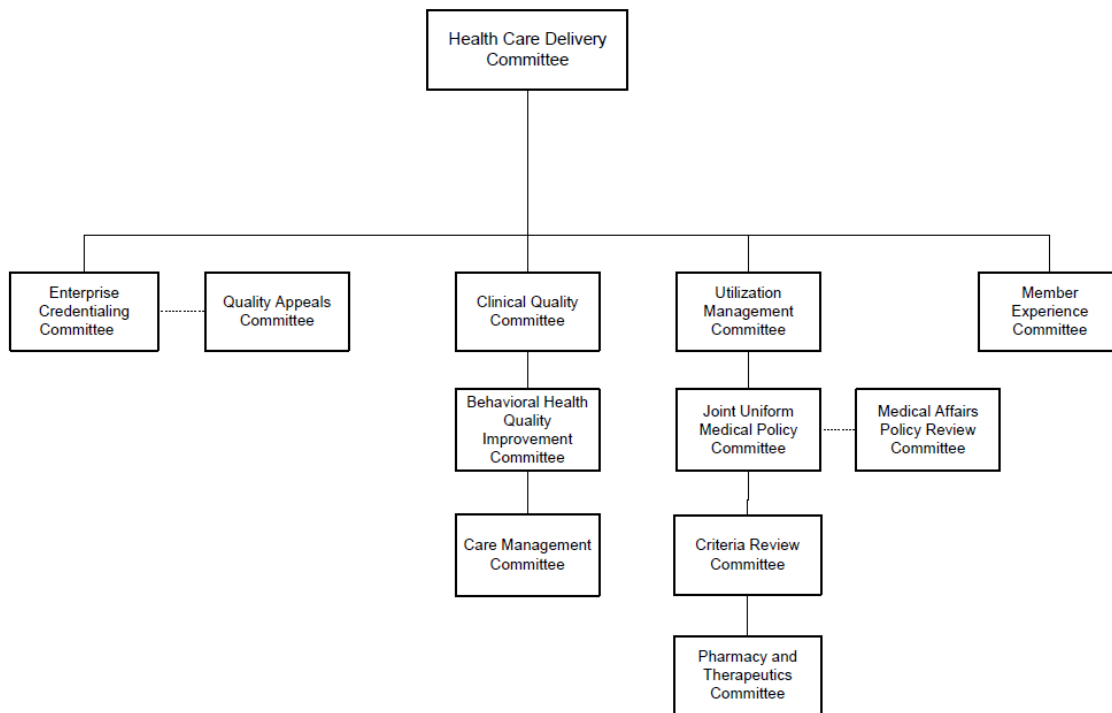 Health Care Delivery
Committee
Enterprise
Credentialing
Committee
Quality Appeals
Committee
Clinical Quality
Committee
Utilization
Management
Committee
Member
Experience
Committee
Behavioral Health
Quality
Improvement
Committee
Joint Uniform
Medical Policy
Committee
Medical Affairs
Policy Review
Committee
Care Management
Committee
Criteria Review
Committee
Pharmacy and
Therapeutics
Committee